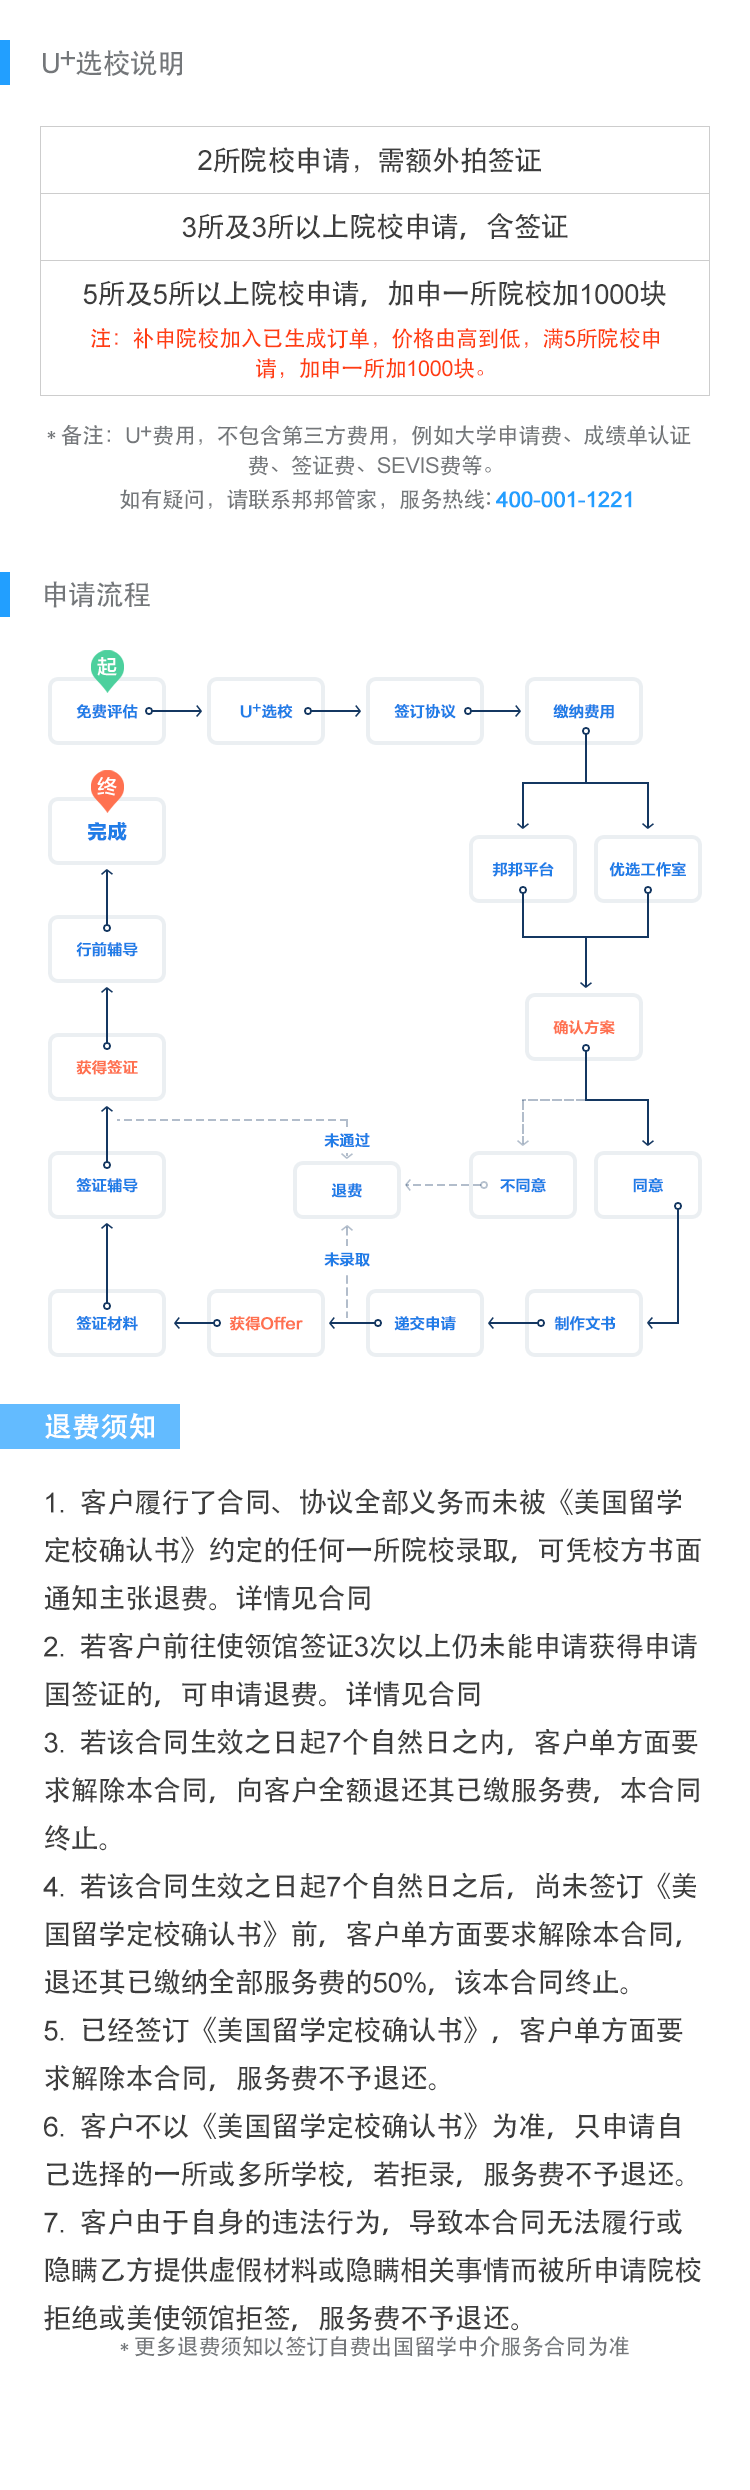 U⁺选校说明
2所院校申请，需额外拍签证
3所及3所以上院校申请，含签证
5所及5所以上院校申请，加申一所院校加1000块
注：补申院校加入已生成订单，价格由高到低，满5所院校申
请，加申一所加1000块。
*备注：U⁺费用，不包含第三方费用，例如大学申请费、成绩单认证
费、签证费、SEVIS费等。
如有疑问，请联系邦邦管家，服务热线：400-001-1221
申请流程
起
免费评估
U⁺选校
签订协议
缴纳费用
终
完成
邦邦平台
优选工作室
行前辅导
确认方案
获得签证
未通过
签证辅导
退费
不同意
同意
未录取
签证材料
获得Offer
递交申请
制作文书
退费须知
1. 客户履行了合同、协议全部义务而未被《美国留学
定校确认书》约定的任何一所院校录取，可凭校方书面
通知主张退费。详情见合同
2. 若客户前往使领馆签证3次以上仍未能申请获得申请
国签证的，可申请退费。详情见合同
3. 若该合同生效之日起7个自然日之内，客户单方面要
求解除本合同，向客户全额退还其已缴服务费，本合同
终止。
4. 若该合同生效之日起7个自然日之后，尚未签订《美
国留学定校确认书》前，客户单方面要求解除本合同，
退还其已缴纳全部服务费的50%，该本合同终止。
5. 已经签订《美国留学定校确认书》，客户单方面要
求解除本合同，服务费不予退还。
6. 客户不以《美国留学定校确认书》为准，只申请自
己选择的一所或多所学校，若拒录，服务费不予退还。
7. 客户由于自身的违法行为，导致本合同无法履行或
隐瞒乙方提供虚假材料或隐瞒相关事情而被所申请院校
拒绝或美使领馆拒签，服务费不予退还。
*更多退费须知以签订自费出国留学中介服务合同为准